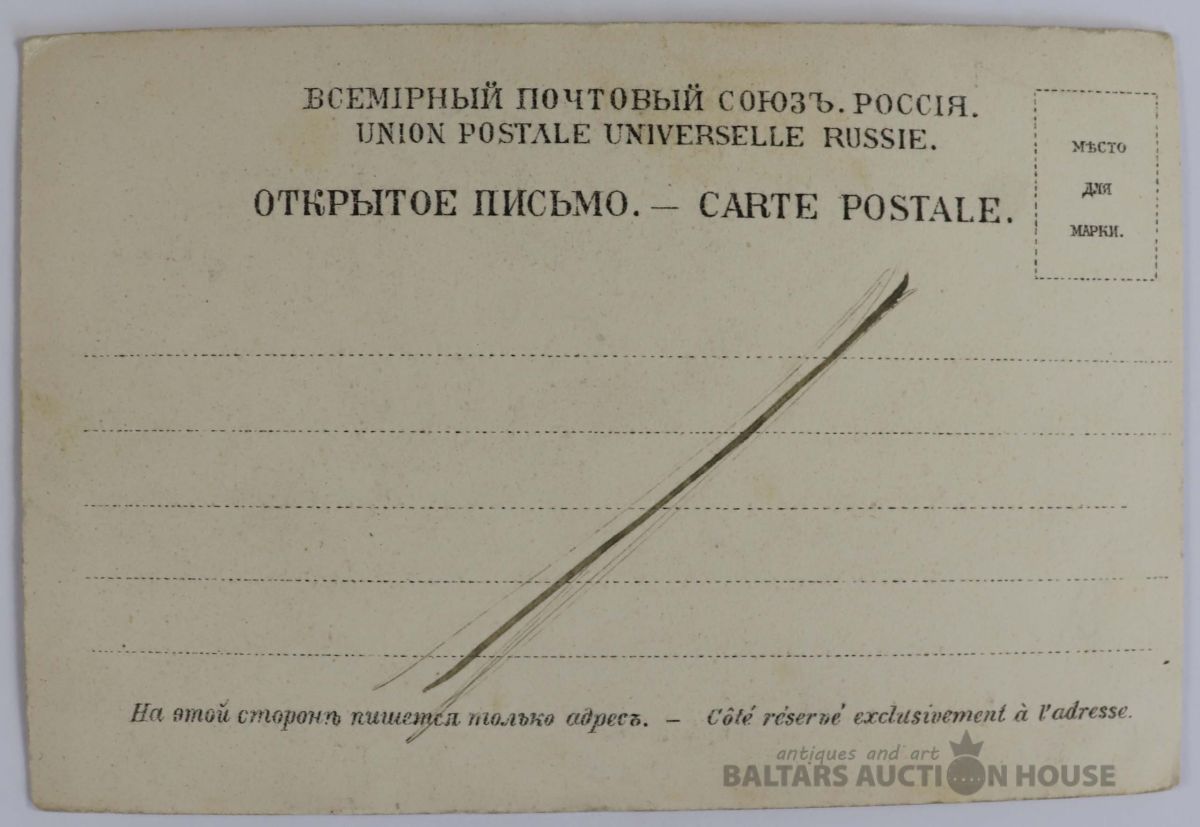 ВСЕМІРНЫЙ ПОЧТОВЫЙ СОЮЗЪ. РОССІЯ.
UNION POSTALE UNIVERSELLE RUSSIE.
ОТКРЫТОЕ ПИСЬМО. — CARTE POSTALE.
МѢСТО
ДЛЯ
МАРКИ.
На этой сторонѣ пишется только адресъ. — Côté réservé exclusivement à l'adresse.
antiques and art
BALTARS AUCTION HOUSE